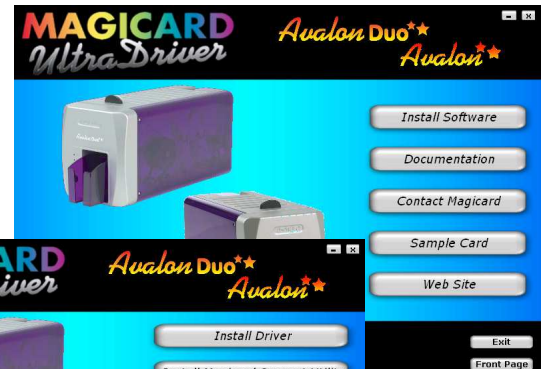 MAGICARD
UltraDriver
Avalon Duo
Avalon
Install Software
Documentation
Contact Magicard
Sample Card
Web Site
Exit
Front Page
ARD
iver
Avalon Duo
Avalon
Install Driver